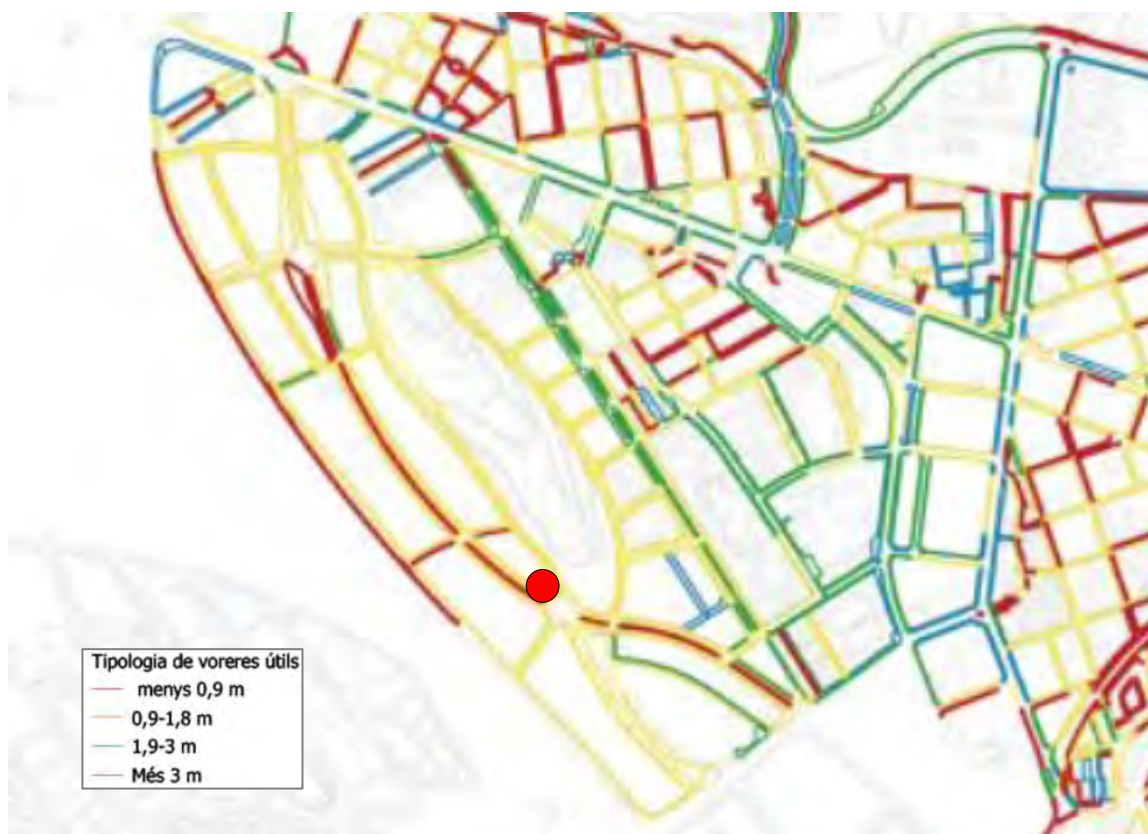 Tipologia de voreres útils
menys 0,9 m
0,9-1,8 m
1,9-3 m
Més 3 m